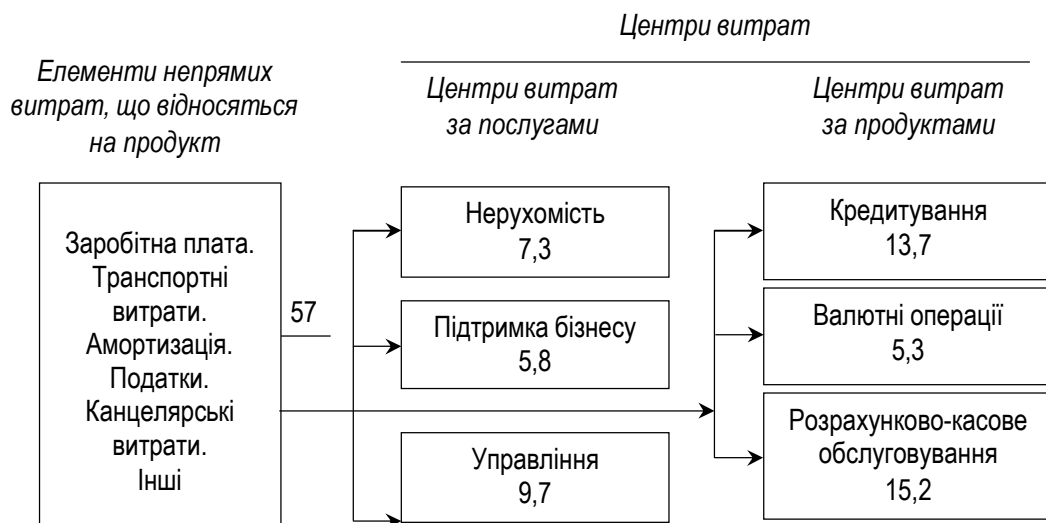 Центри витрат
Елементи непрямих
витрат, що відносяться
на продукт
Центри витрат
за послугами
Центри витрат
за продуктами
Заробітна плата.
Транспортні
витрати.
Амортизація.
Податки.
Канцелярські
витрати.
Інші
57
Нерухомість
7,3
Підтримка бізнесу
5,8
Управління
9,7
Кредитування
13,7
Валютні операції
5,3
Розрахунково-касове
обслуговування
15,2